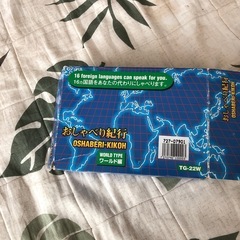 16 foreign languages can speak for you.
16ヵ国語をあなたの代わりにしゃべります。
おしゃべり紀行
OSHABERI-KIKOH
WORLD TYPE
ワールド編
TG-22W